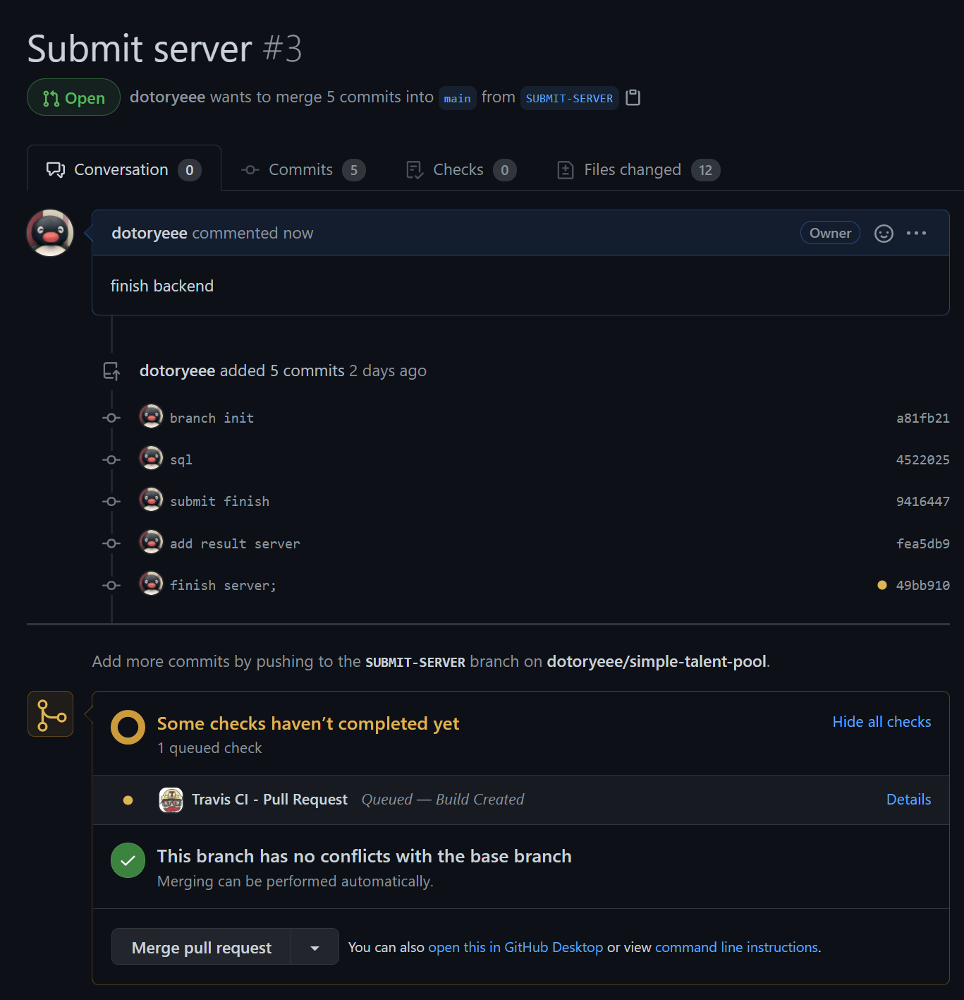 Submit server #3
Open dotoryeee wants to merge 5 commits into main from SUBMIT-SERVER
Conversation 0 Commits 5 Checks 0 Files changed 12
dotoryeee commented now Owner
finish backend
dotoryeee added 5 commits 2 days ago
branch init a81fb21
sql 4522025
submit finish 9416447
add result server fea5db9
finish server; 49bb910
Add more commits by pushing to the SUBMIT-SERVER branch on dotoryeee/simple-talent-pool.
Some checks haven’t completed yet Hide all checks
1 queued check
Travis CI - Pull Request Queued — Build Created Details
This branch has no conflicts with the base branch
Merging can be performed automatically.
Merge pull request You can also open this in GitHub Desktop or view command line instructions.